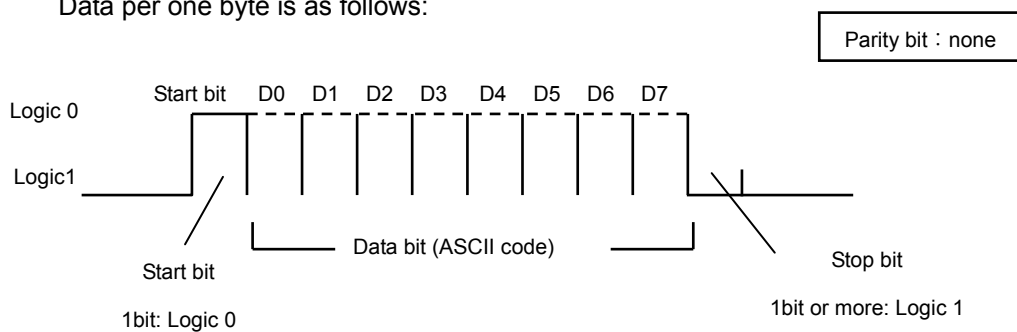 Data per one byte is as follows:
Parity bit：none
Start bit D0 D1 D2 D3 D4 D5 D6 D7
Logic 0
Logic1
Data bit (ASCII code)
Start bit
Stop bit
1bit or more: Logic 1
1bit: Logic 0